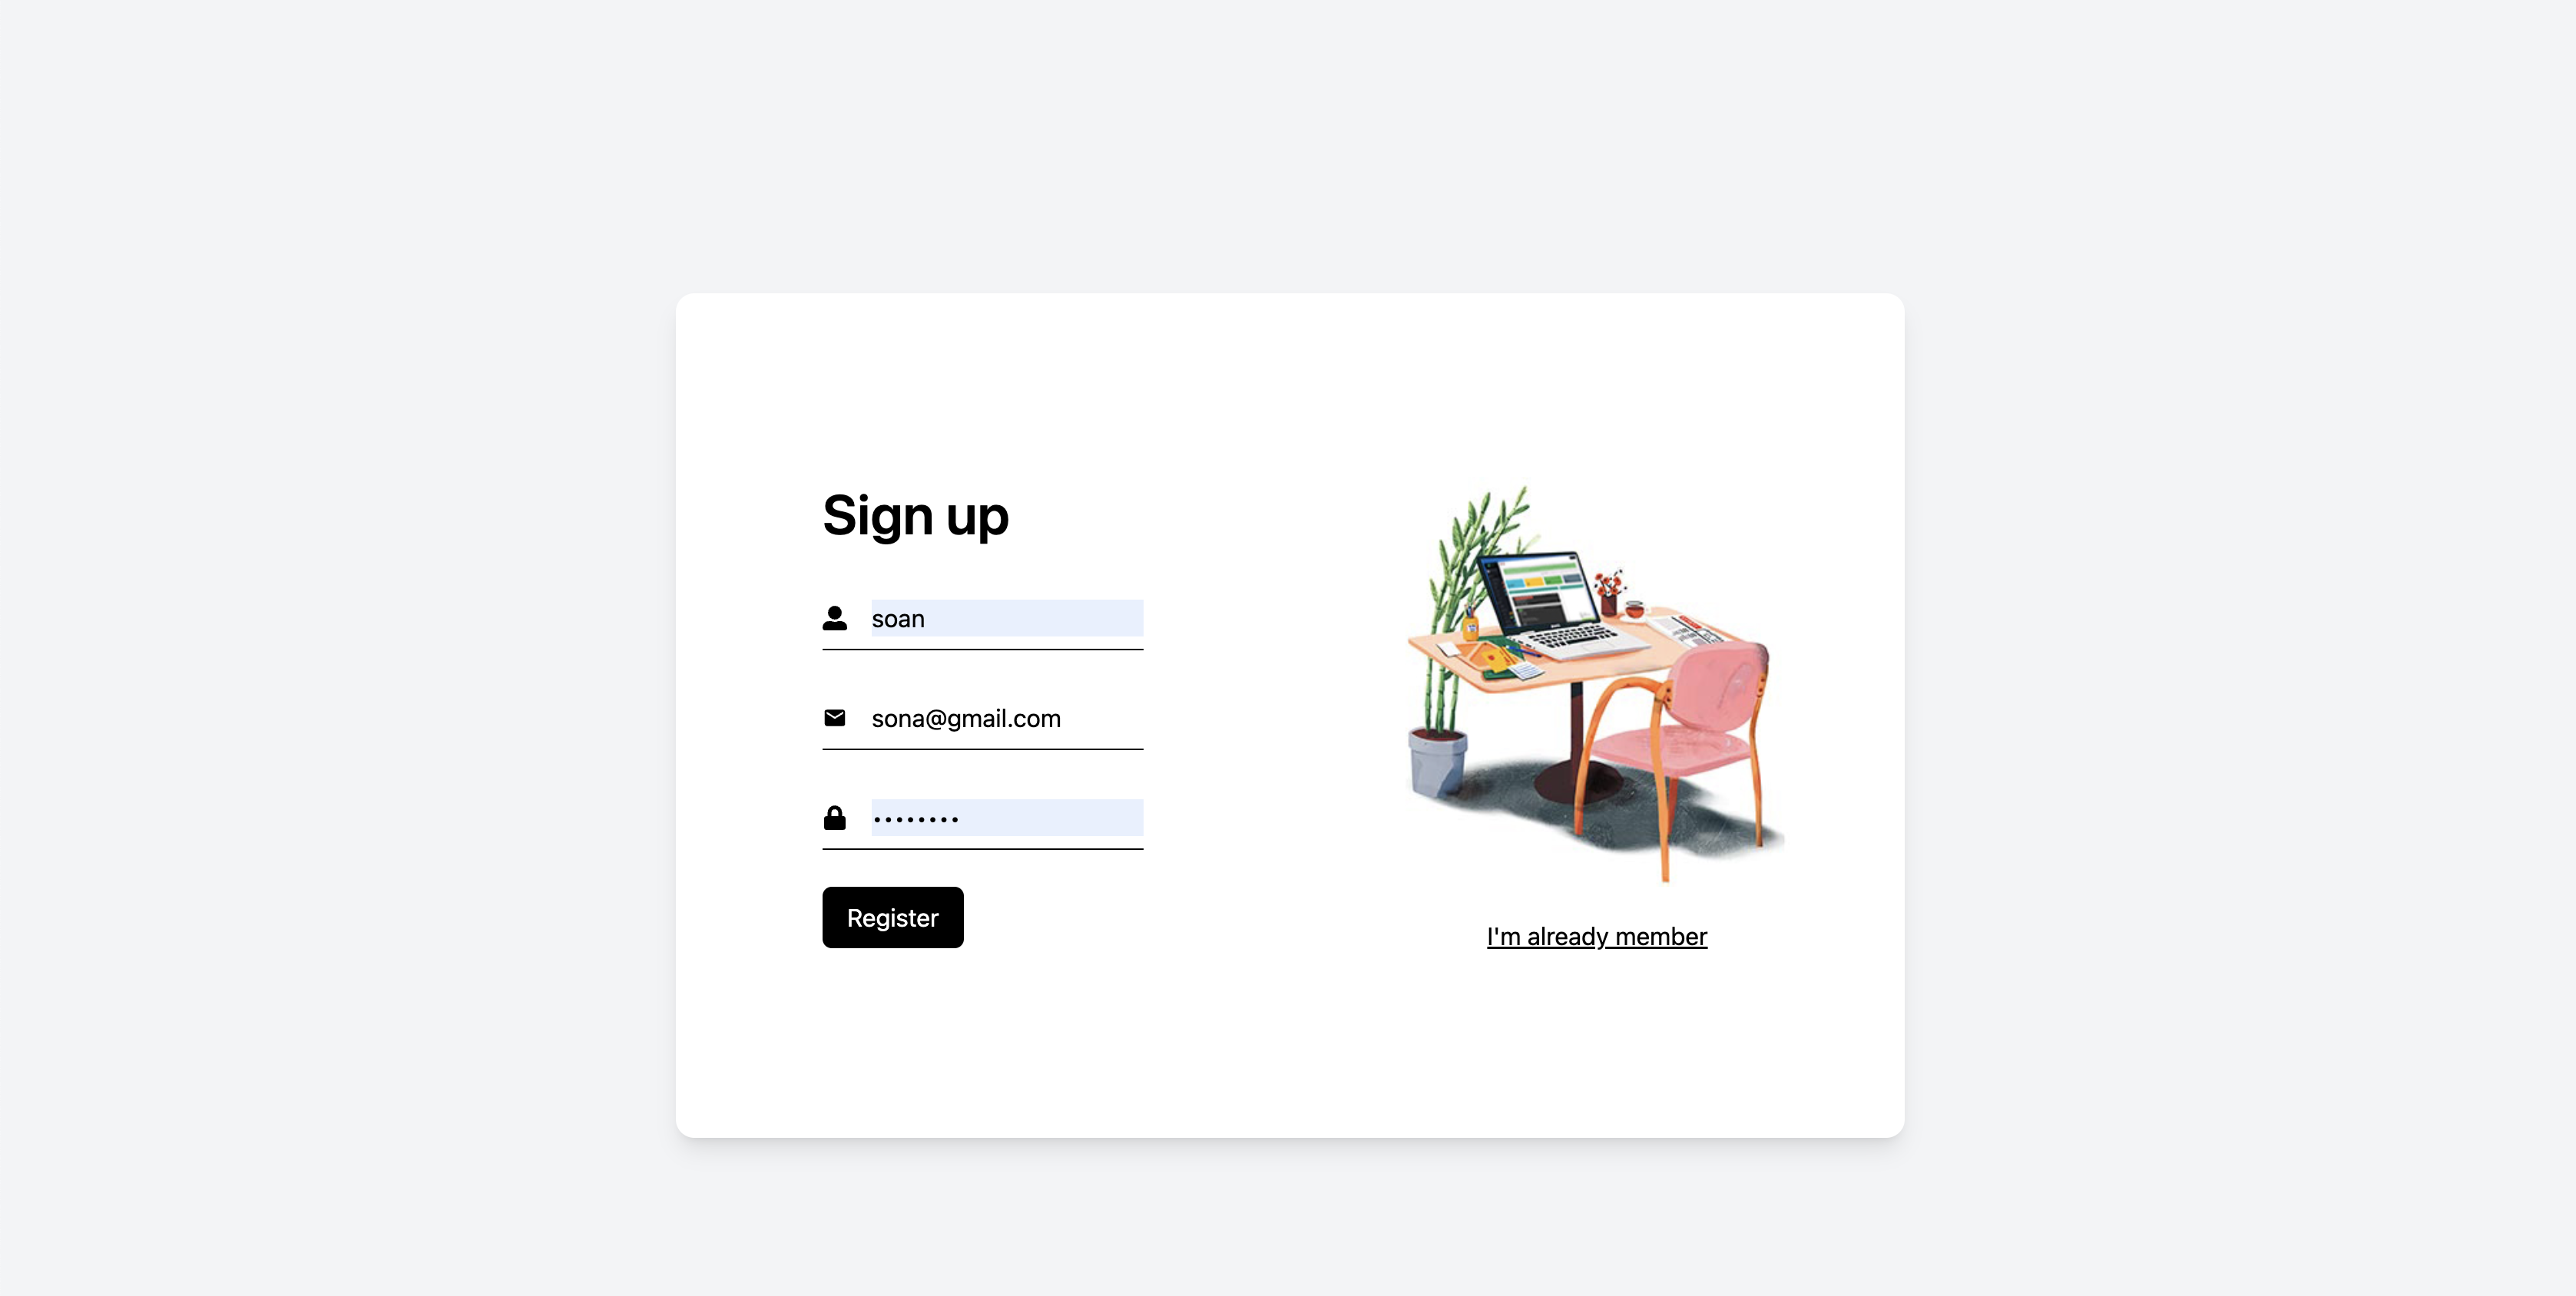 Sign up
soan
sona@gmail.com
••••••••
Register
I'm already member